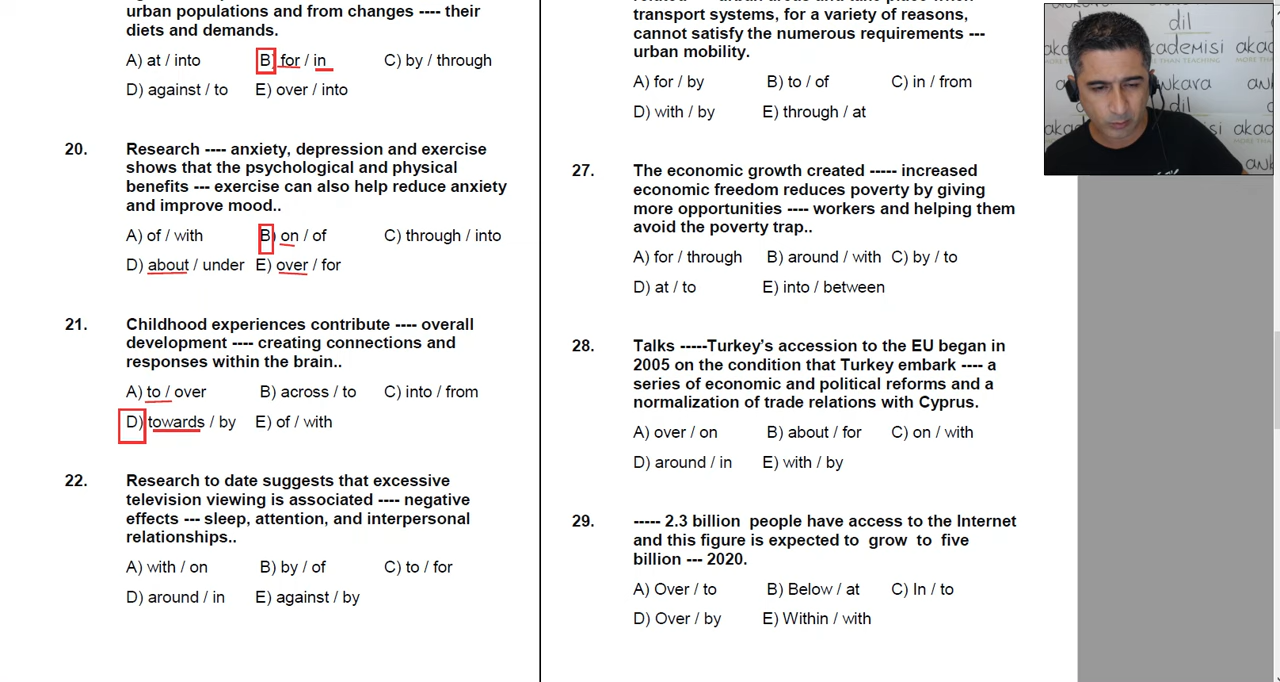 urban populations and from changes ---- their
diets and demands.
A) at / into B) for / in C) by / through
D) against / to E) over / into
20. Research ---- anxiety, depression and exercise
shows that the psychological and physical
benefits --- exercise can also help reduce anxiety
and improve mood..
A) of / with B) on / of C) through / into
D) about / under E) over / for
21. Childhood experiences contribute ---- overall
development ---- creating connections and
responses within the brain..
A) to / over B) across / to C) into / from
D) towards / by E) of / with
22. Research to date suggests that excessive
television viewing is associated ---- negative
effects --- sleep, attention, and interpersonal
relationships..
A) with / on B) by / of C) to / for
D) around / in E) against / by
transport systems, for a variety of reasons,
cannot satisfy the numerous requirements ---
urban mobility.
A) for / by B) to / of C) in / from
D) with / by E) through / at
27. The economic growth created ----- increased
economic freedom reduces poverty by giving
more opportunities ---- workers and helping them
avoid the poverty trap..
A) for / through B) around / with C) by / to
D) at / to E) into / between
28. Talks -----Turkey's accession to the EU began in
2005 on the condition that Turkey embark ---- a
series of economic and political reforms and a
normalization of trade relations with Cyprus.
A) over / on B) about / for C) on / with
D) around / in E) with / by
29. ----- 2.3 billion people have access to the Internet
and this figure is expected to grow to five
billion --- 2020.
A) Over / to B) Below / at C) In / to
D) Over / by E) Within / with
dil
akademisi
ankara
dil